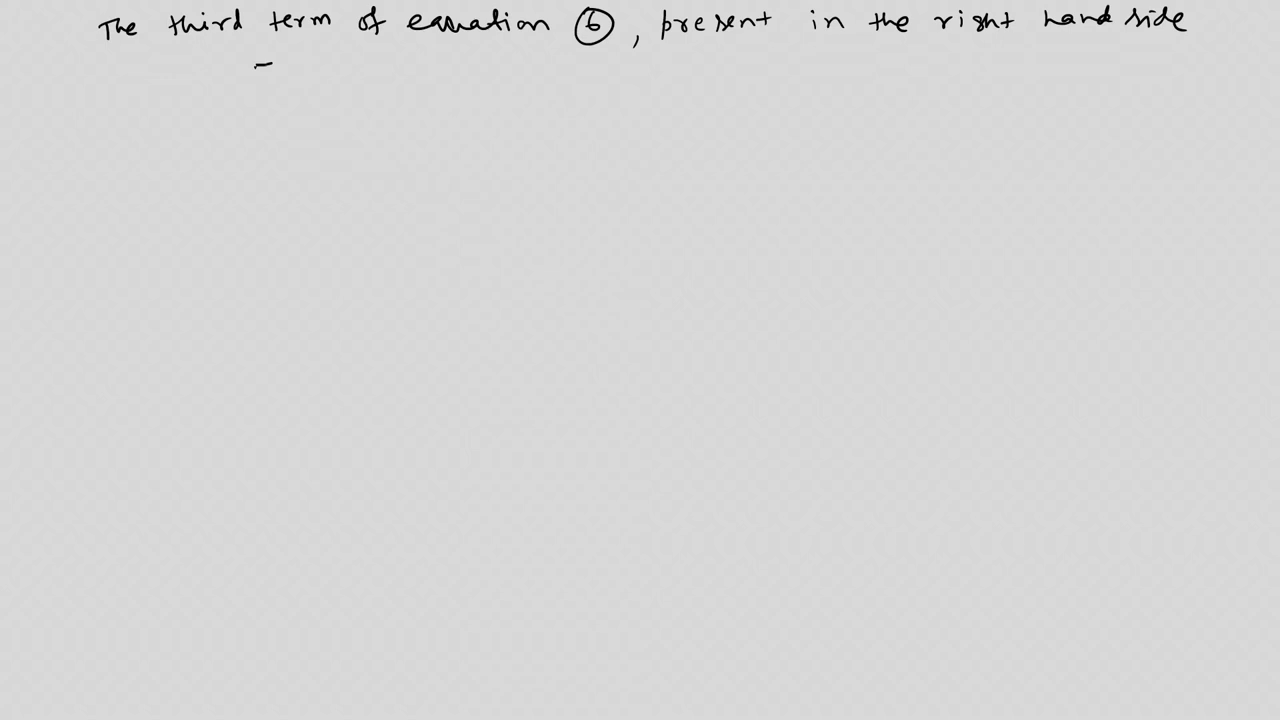 The third term of equation ⑥, present in the right hand side
-